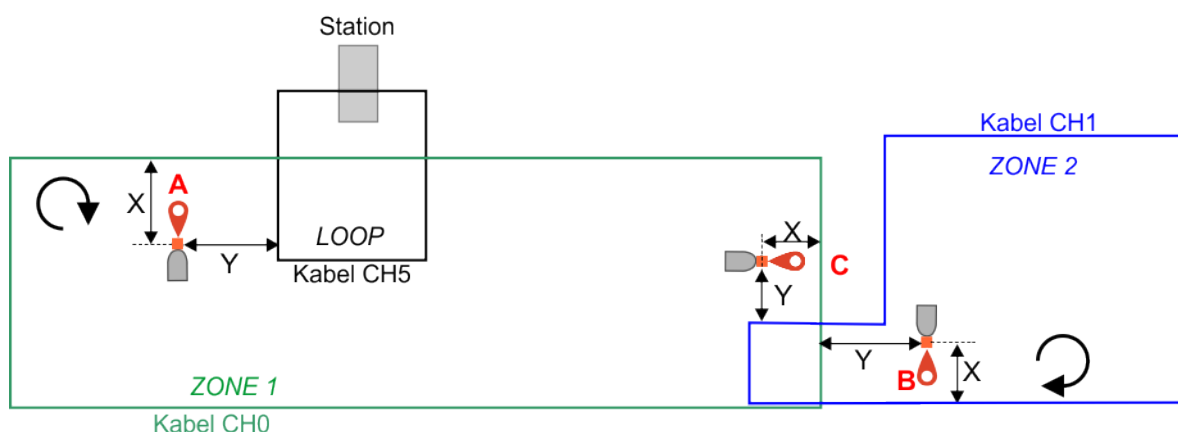 Station
Kabel CH1
ZONE 2
A
X
Y
LOOP
Kabel CH5
X
C
Y
Y
B
X
ZONE 1
Kabel CH0